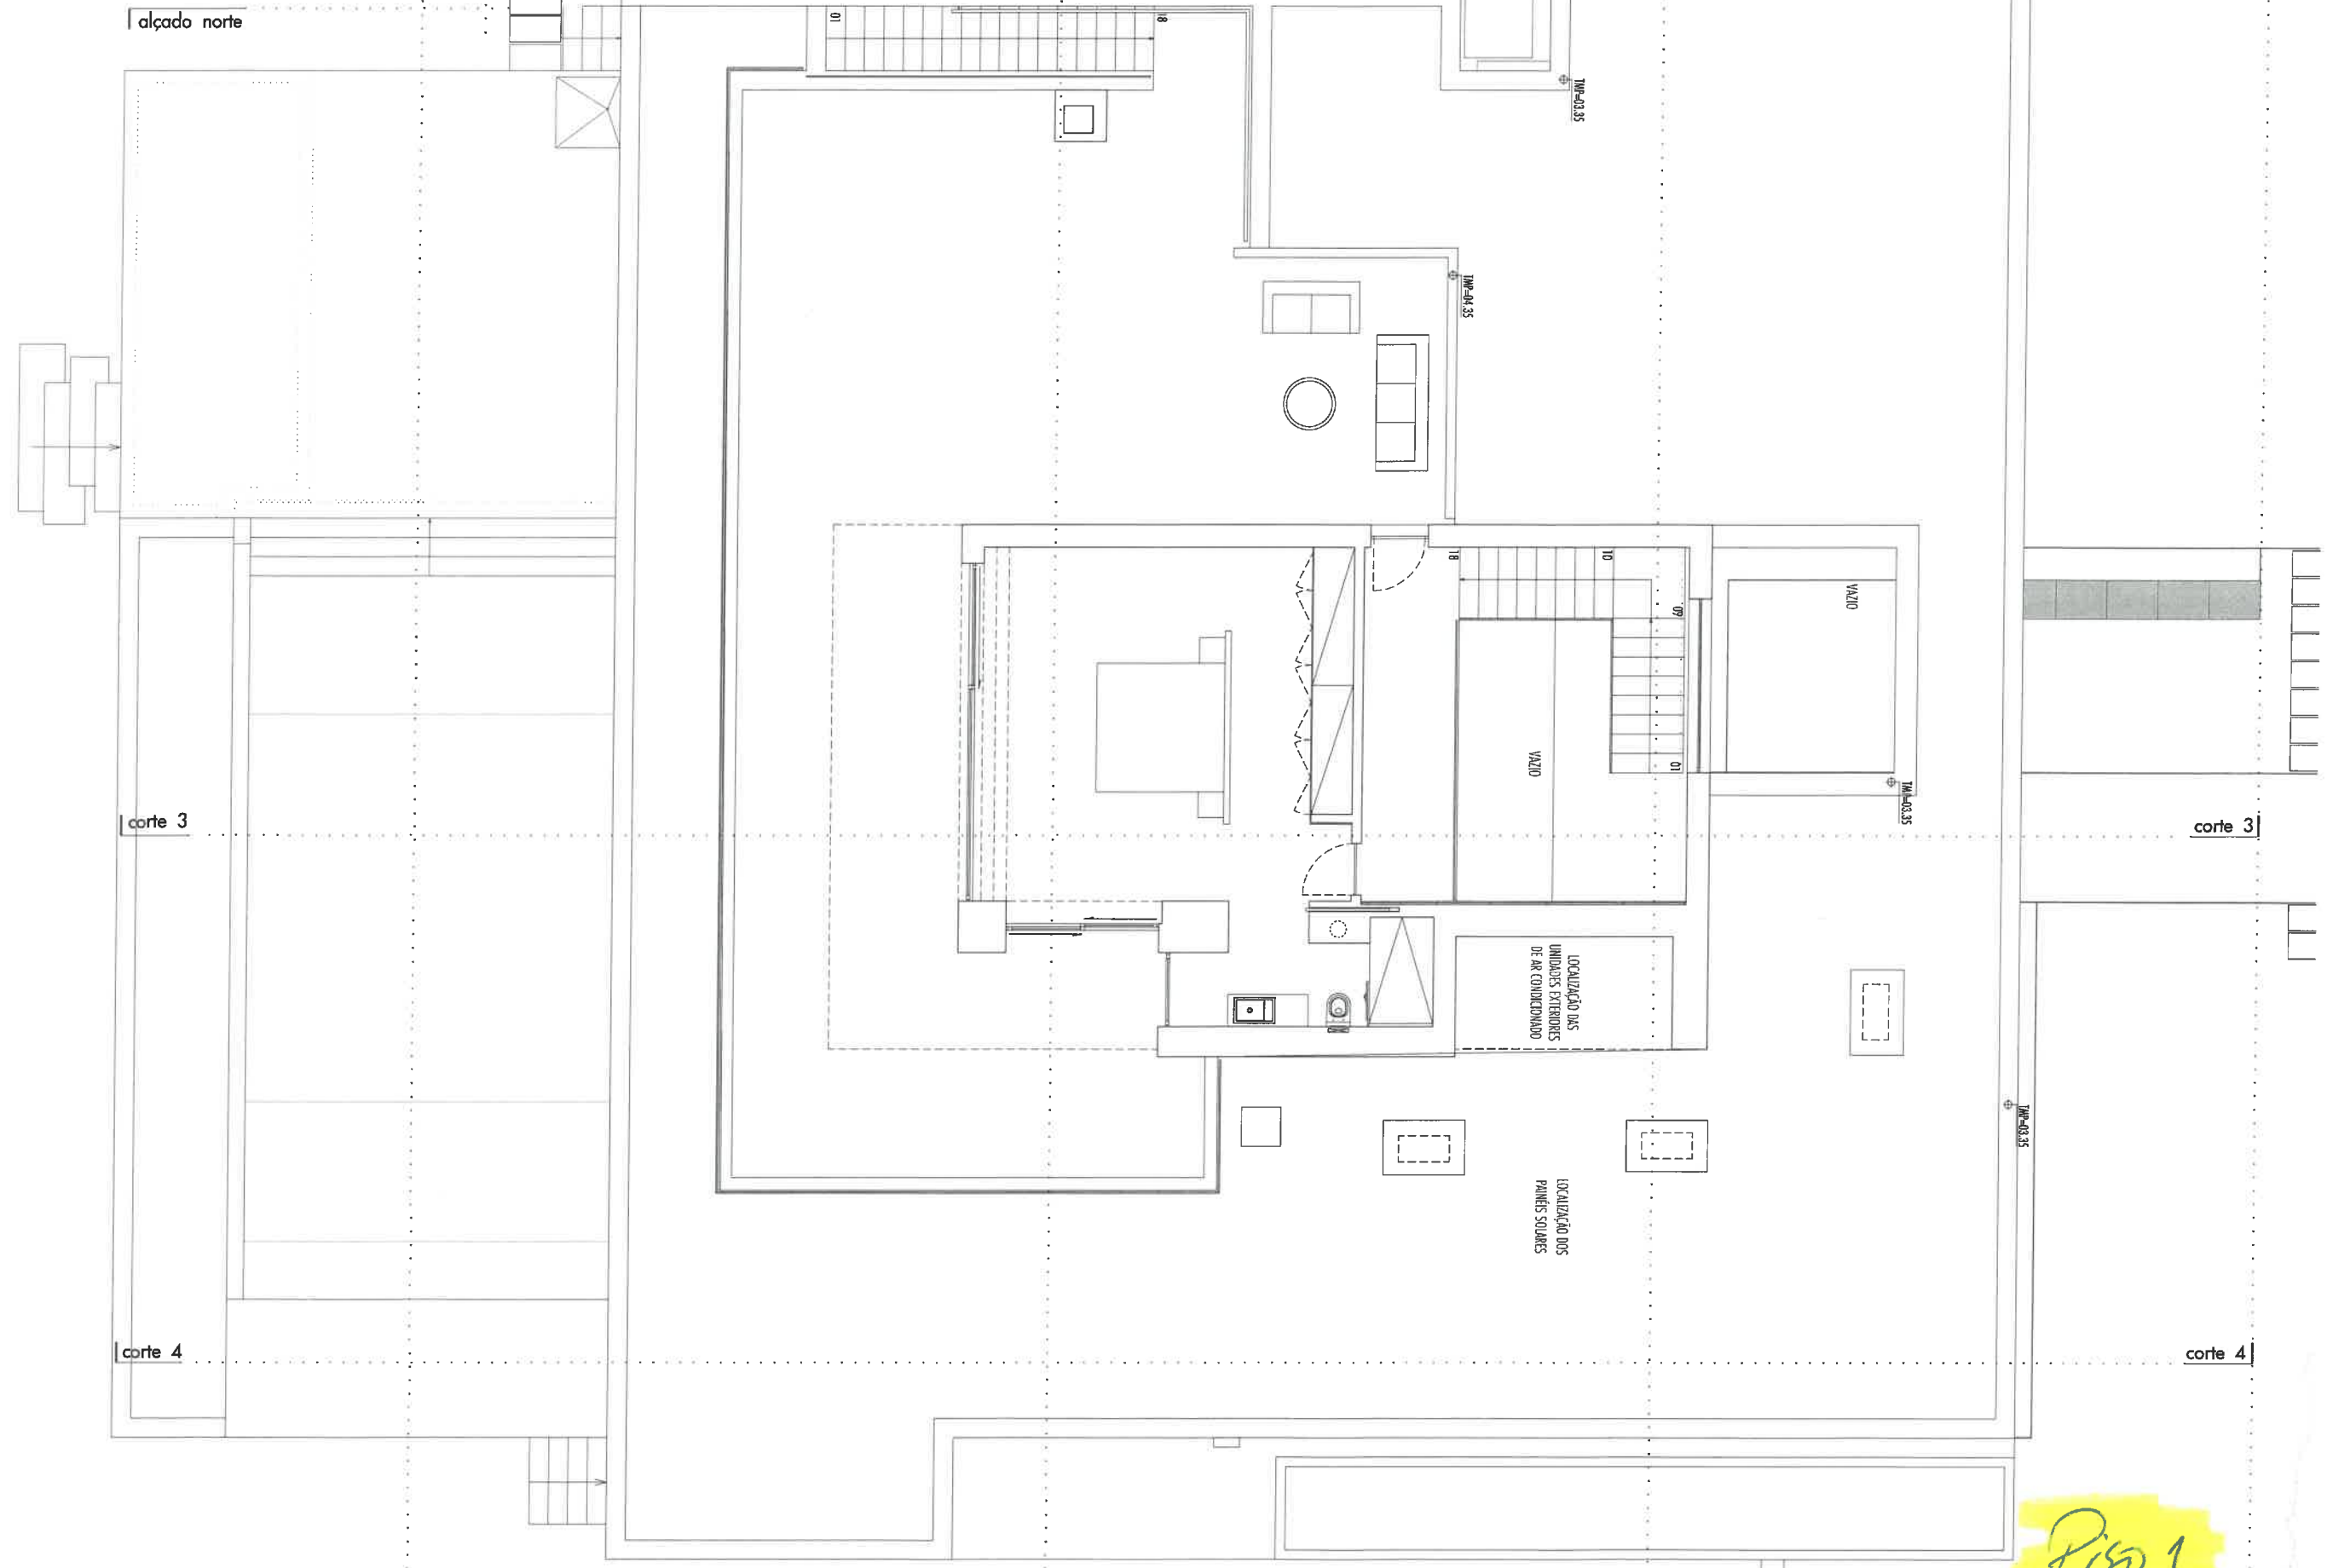 alçado norte
01
18
TMP=03.35
TMP=04.35
18
10
09
01
VAZIO
VAZIO
TMP=03.35
corte 3
corte 3
LOCALIZAÇÃO DAS
UNIDADES EXTERIORES
DE AR CONDICIONADO
TMP=03.35
LOCALIZAÇÃO DOS
PAINÉIS SOLARES
corte 4
corte 4
Piso 1